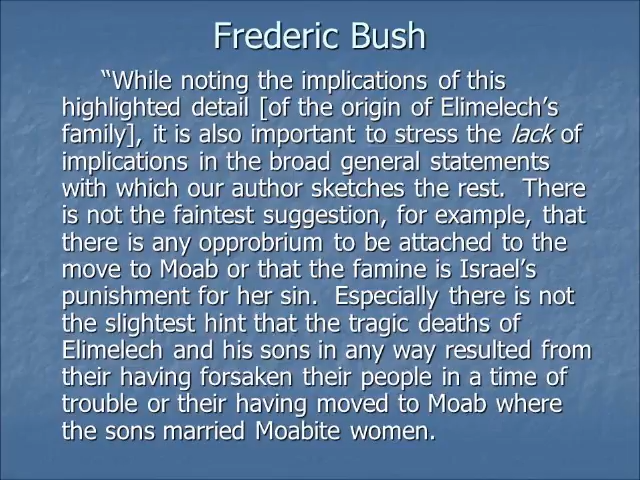 Frederic Bush
“While noting the implications of this
highlighted detail [of the origin of Elimelech’s
family], it is also important to stress the lack of
implications in the broad general statements
with which our author sketches the rest.  There
is not the faintest suggestion, for example, that
there is any opprobrium to be attached to the
move to Moab or that the famine is Israel’s
punishment for her sin.  Especially there is not
the slightest hint that the tragic deaths of
Elimelech and his sons in any way resulted from
their having forsaken their people in a time of
trouble or their having moved to Moab where
the sons married Moabite women.